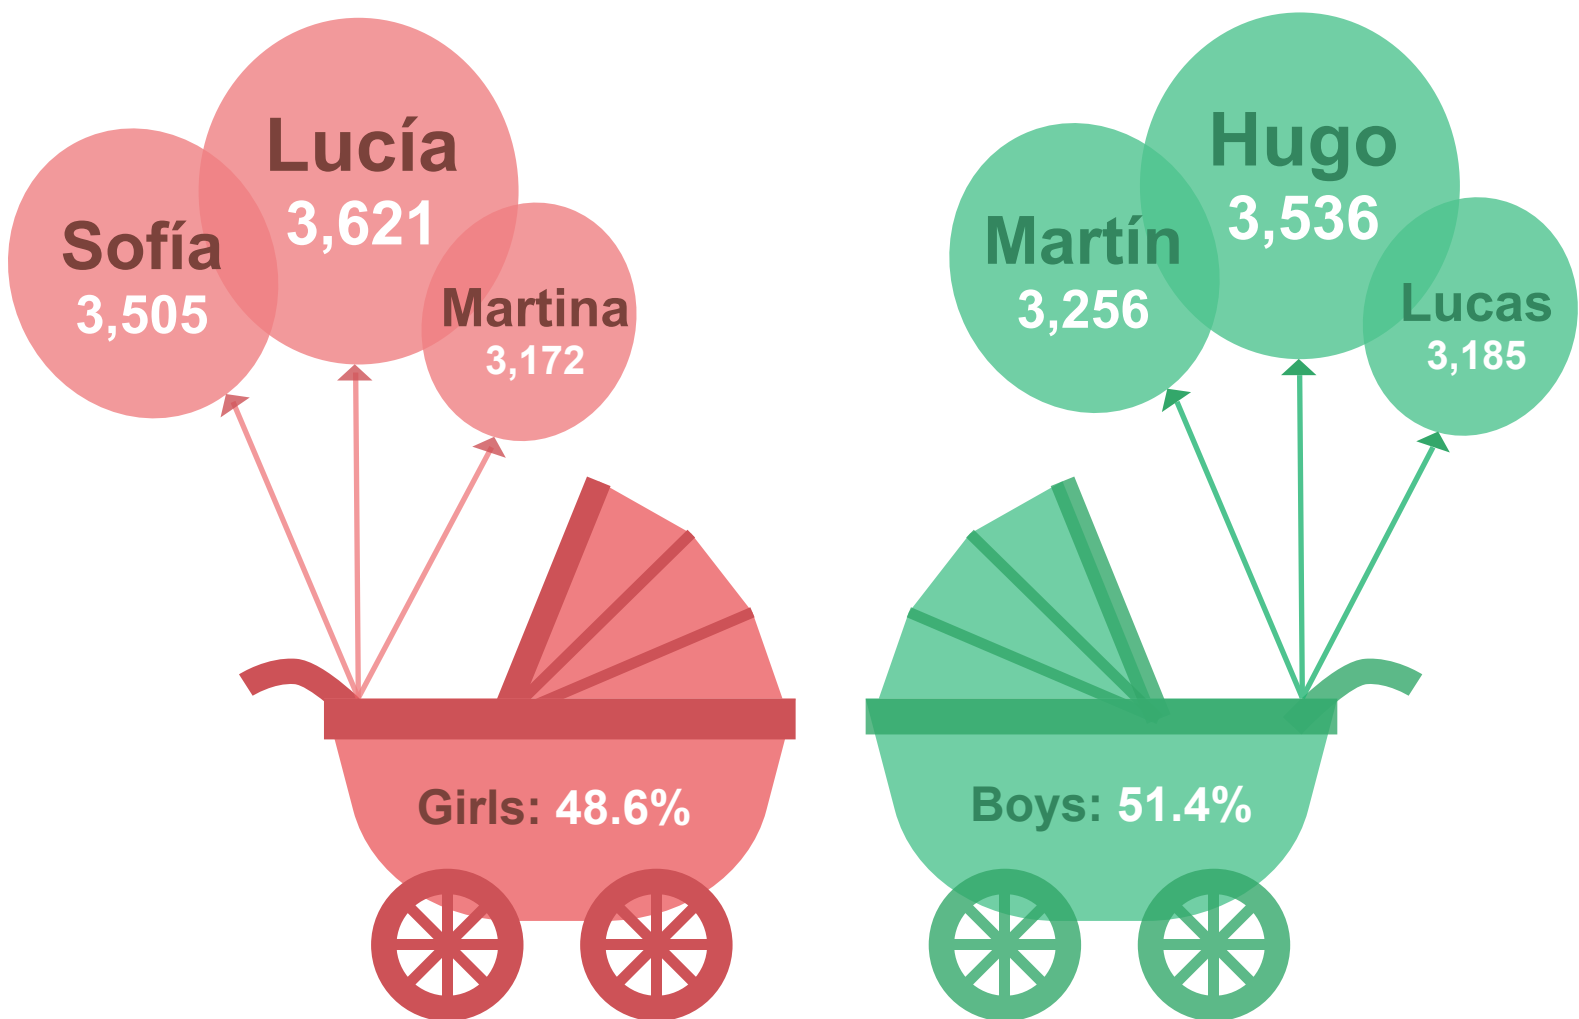 Sofía
3,505
Lucía
3,621
Martina
3,172
Martín
3,256
Hugo
3,536
Lucas
3,185
Girls: 48.6%
Boys: 51.4%